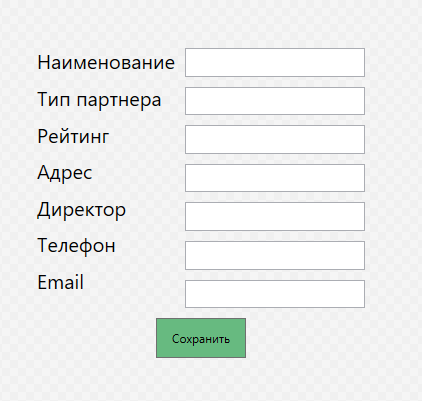 Наименование
Тип партнера
Рейтинг
Адрес
Директор
Телефон
Email
Сохранить